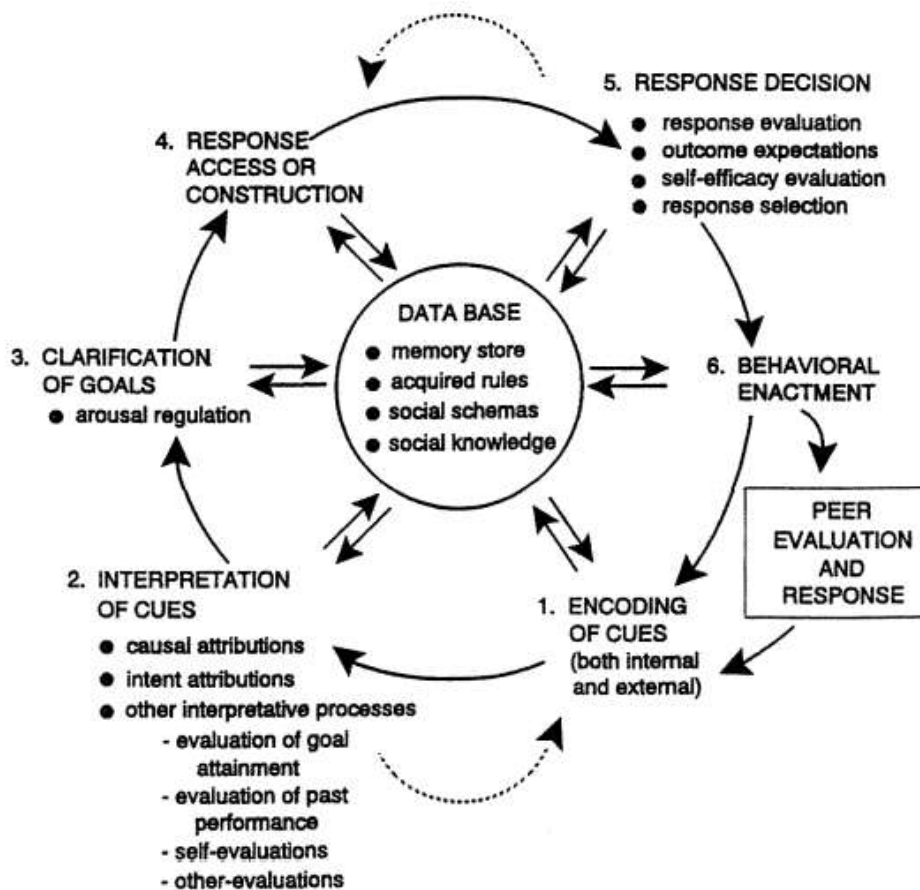 5. RESPONSE DECISION
● response evaluation
● outcome expectations
● self-efficacy evaluation
● response selection
4. RESPONSE
ACCESS OR
CONSTRUCTION
DATA BASE
● memory store
● acquired rules
● social schemas
● social knowledge
3. CLARIFICATION
OF GOALS
● arousal regulation
6. BEHAVIORAL
ENACTMENT
PEER
EVALUATION
AND
RESPONSE
2. INTERPRETATION
OF CUES
● causal attributions
● intent attributions
● other interpretative processes
- evaluation of goal
attainment
- evaluation of past
performance
- self-evaluations
- other-evaluations
1. ENCODING
OF CUES
(both internal
and external)